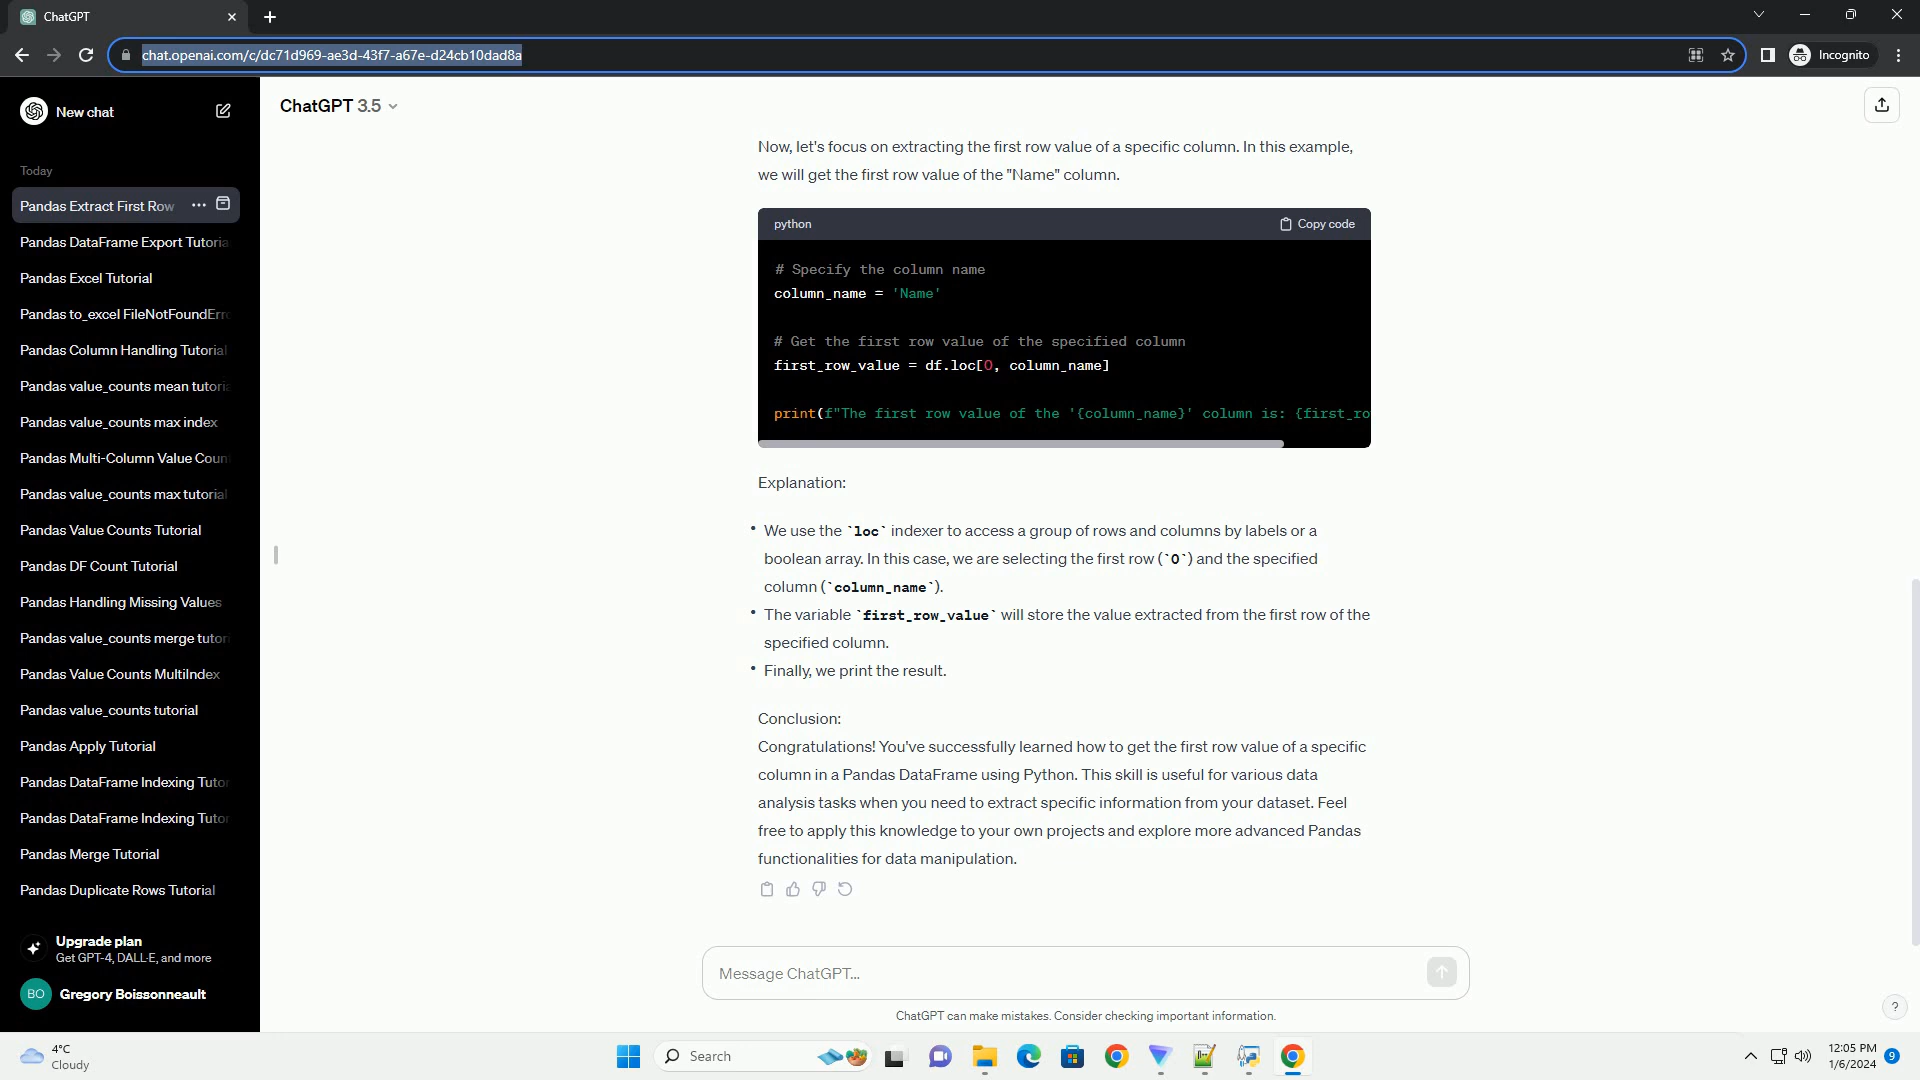 ChatGPT
chat.openai.com/c/dc71d969-ae3d-43f7-a67e-d24cb10dad8a
Incognito
New chat
Today
Pandas Extract First Row
Pandas DataFrame Export Tutoria
Pandas Excel Tutorial
Pandas to_excel FileNotFoundErro
Pandas Column Handling Tutorial
Pandas value_counts mean tutoria
Pandas value_counts max index
Pandas Multi-Column Value Coun
Pandas value_counts max tutorial
Pandas Value Counts Tutorial
Pandas DF Count Tutorial
Pandas Handling Missing Values
Pandas value_counts merge tutori
Pandas Value Counts MultiIndex
Pandas value_counts tutorial
Pandas Apply Tutorial
Pandas DataFrame Indexing Tutor
Pandas DataFrame Indexing Tutor
Pandas Merge Tutorial
Pandas Duplicate Rows Tutorial
Upgrade plan
Get GPT-4, DALL·E, and more
BO
Gregory Boissonneault
ChatGPT 3.5
Now, let's focus on extracting the first row value of a specific column. In this example,
we will get the first row value of the "Name" column.
python
Copy code
# Specify the column name
column_name = 'Name'
# Get the first row value of the specified column
first_row_value = df.loc[0, column_name]
print(f"The first row value of the '{column_name}' column is: {first_ro
Explanation:
• We use the `loc` indexer to access a group of rows and columns by labels or a
boolean array. In this case, we are selecting the first row (`0`) and the specified
column (`column_name`).
• The variable `first_row_value` will store the value extracted from the first row of the
specified column.
• Finally, we print the result.
Conclusion:
Congratulations! You've successfully learned how to get the first row value of a specific
column in a Pandas DataFrame using Python. This skill is useful for various data
analysis tasks when you need to extract specific information from your dataset. Feel
free to apply this knowledge to your own projects and explore more advanced Pandas
functionalities for data manipulation.
Message ChatGPT...
ChatGPT can make mistakes. Consider checking important information.
?
4°C
Cloudy
Search
12:05 PM
1/6/2024
9